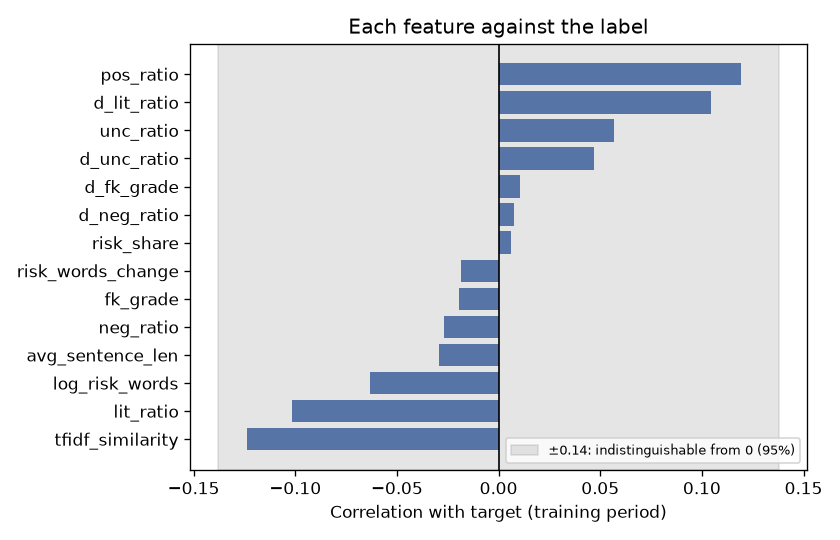 Each feature against the label
pos_ratio
d_lit_ratio
unc_ratio
d_unc_ratio
d_fk_grade
d_neg_ratio
risk_share
risk_words_change
fk_grade
neg_ratio
avg_sentence_len
log_risk_words
lit_ratio
tfidf_similarity
±0.14: indistinguishable from 0 (95%)
−0.15 −0.10 −0.05 0.00 0.05 0.10 0.15
Correlation with target (training period)